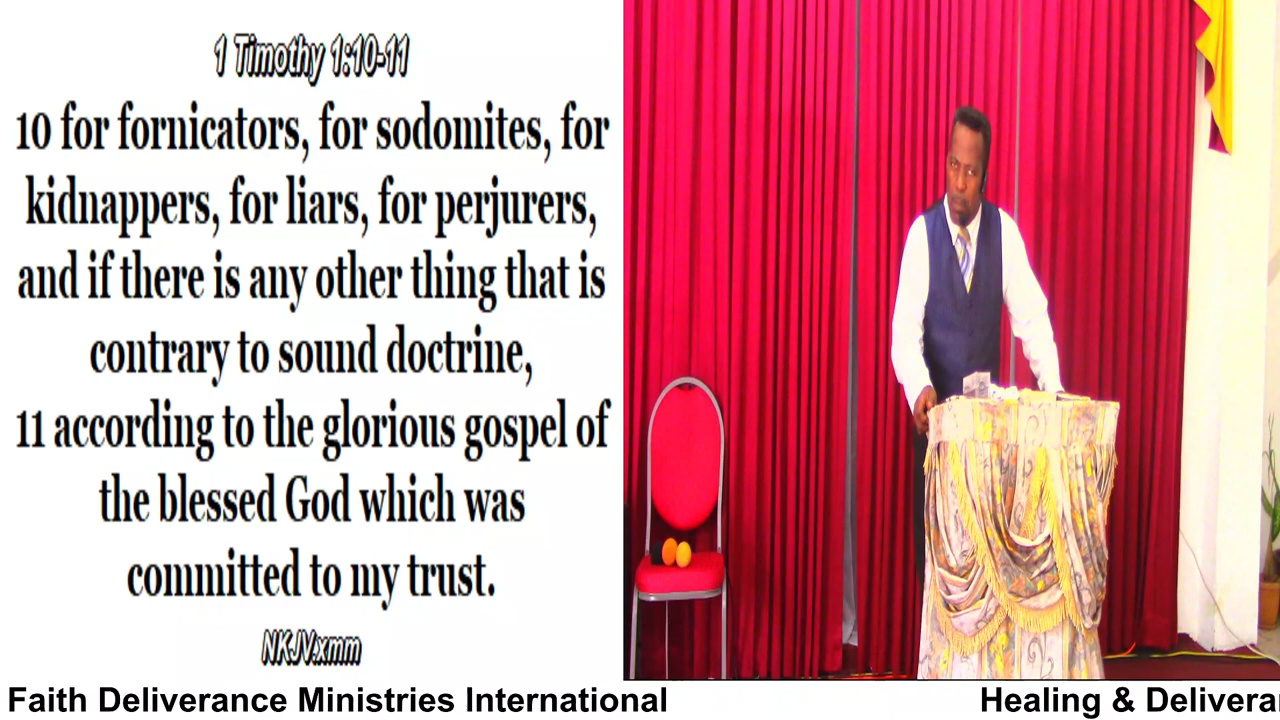 1 Timothy 1:10-11
10 for fornicators, for sodomites, for
kidnappers, for liars, for perjurers,
and if there is any other thing that is
contrary to sound doctrine,
11 according to the glorious gospel of
the blessed God which was
committed to my trust.
NKJV.xmm
Faith Deliverance Ministries International
Healing & Delivera